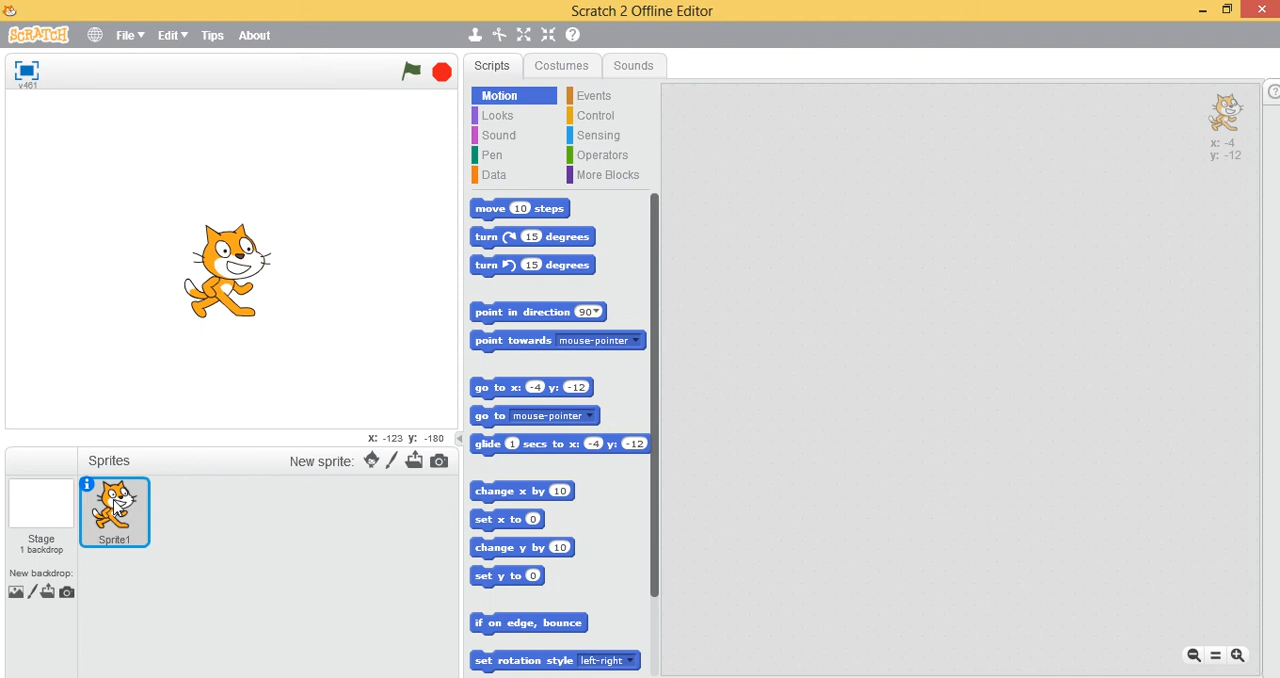 Scratch 2 Offline Editor
SCRATCH File Edit Tips About
v461
Scripts Costumes Sounds
Motion Events
Looks Control
Sound Sensing
Pen Operators
Data More Blocks
x: -4
y: -12
move 10 steps
turn 15 degrees
turn 15 degrees
point in direction 90
point towards mouse-pointer
go to x: -4 y: -12
go to mouse-pointer
glide 1 secs to x: -4 y: -12
change x by 10
set x to 0
change y by 10
set y to 0
if on edge, bounce
set rotation style left-right
X: -123 y: -180
Sprites New sprite:
Stage
1 backdrop
New backdrop:
i
Sprite1